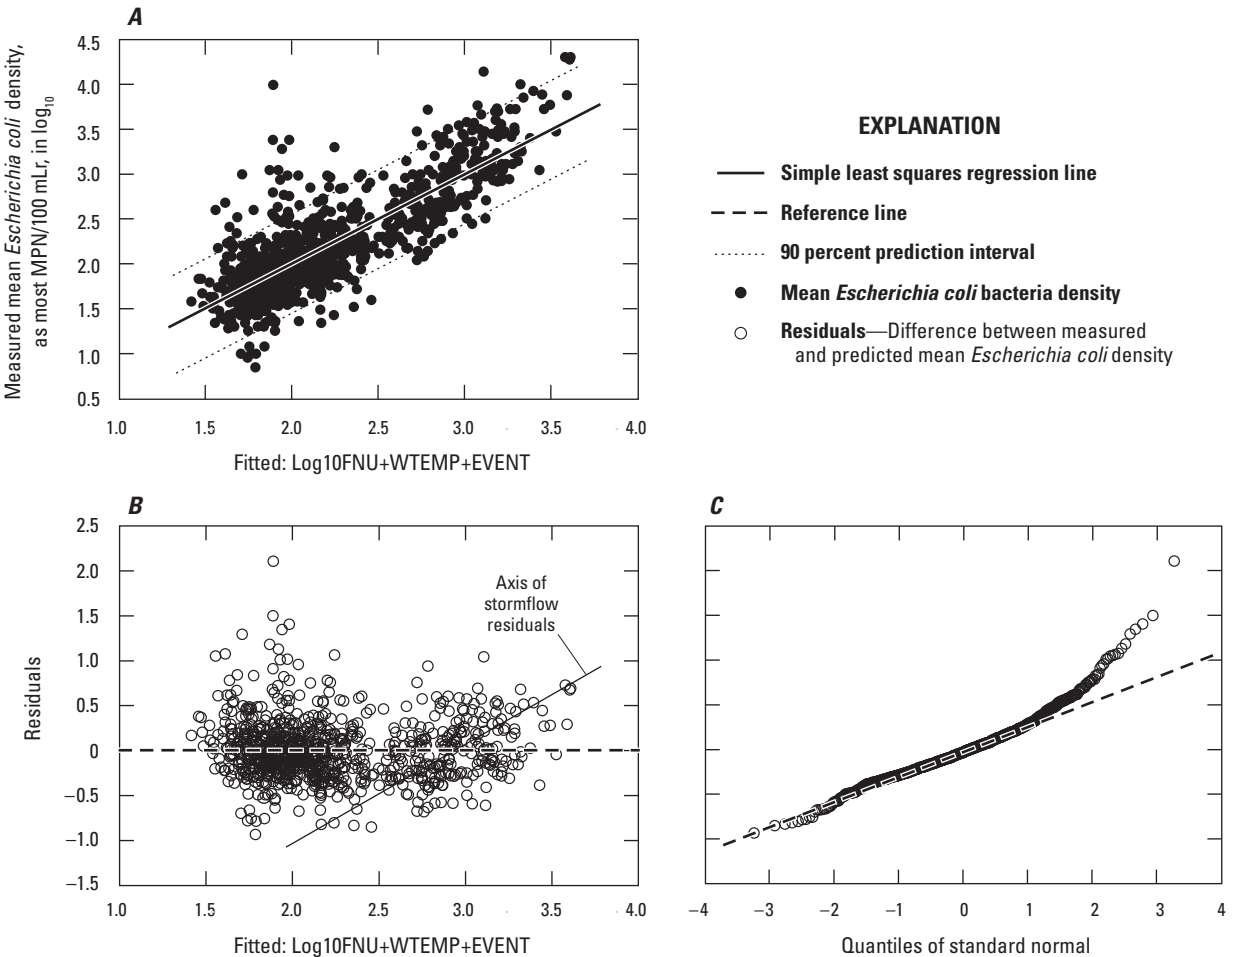 A
Measured mean Escherichia coli density,
as most MPN/100 mLr, in log10
4.5
4.0
3.5
3.0
2.5
2.0
1.5
1.0
0.5
1.0 1.5 2.0 2.5 3.0 3.5 4.0
Fitted: Log10FNU+WTEMP+EVENT
EXPLANATION
Simple least squares regression line
Reference line
90 percent prediction interval
Mean Escherichia coli bacteria density
Residuals—Difference between measured
and predicted mean Escherichia coli density
B
Residuals
2.5
2.0
1.5
1.0
0.5
0
−0.5
−1.0
−1.5
Axis of
stormflow
residuals
1.0 1.5 2.0 2.5 3.0 3.5 4.0
Fitted: Log10FNU+WTEMP+EVENT
C
−4 −3 −2 −1 0 1 2 3 4
Quantiles of standard normal